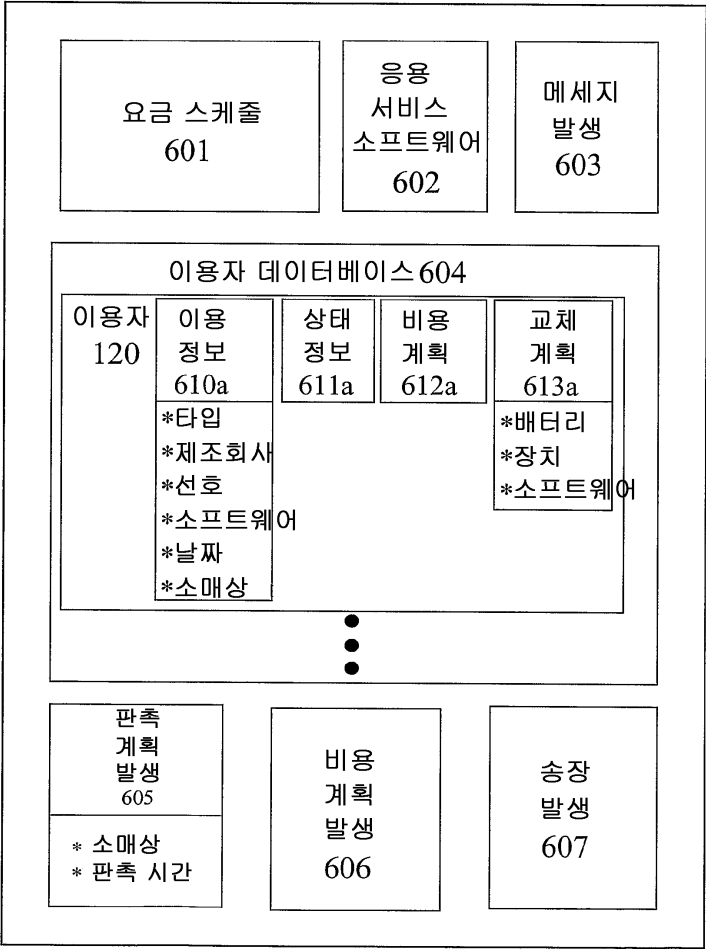 요금 스케줄
601
응용
서비스
소프트웨어
602
메세지
발생
603
이용자 데이터베이스604
이용자
120
이용
정보
610a
*타입
*제조회사
*선호
*소프트웨어
*날짜
*소매상
상태
정보
611a
비용
계획
612a
교체
계획
613a
*배터리
*장치
*소프트웨어
판촉
계획
발생
605
* 소매상
* 판촉 시간
비용
계획
발생
606
송장
발생
607